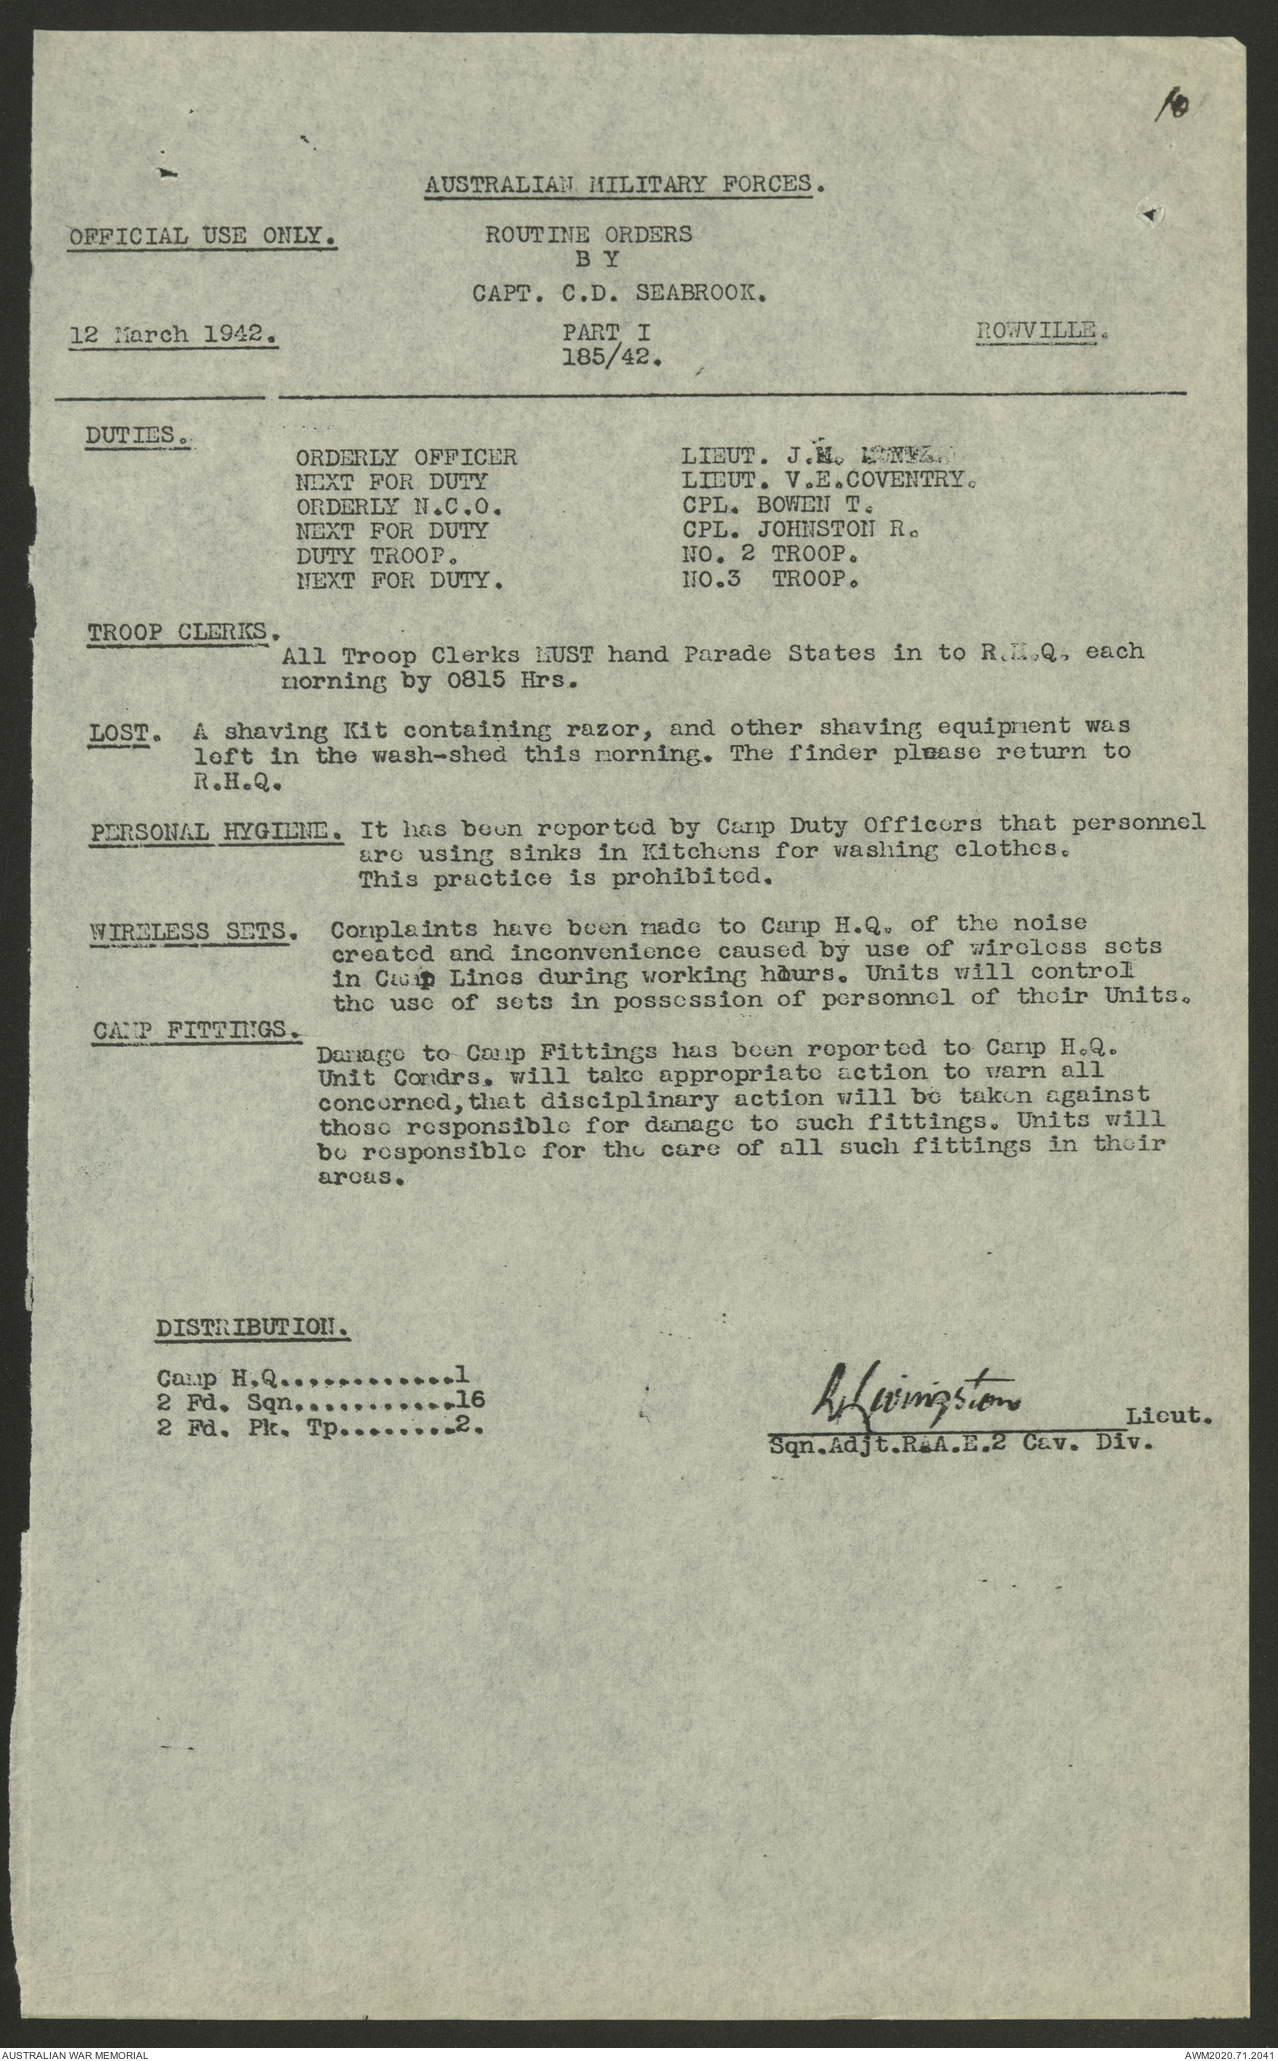 10
AUSTRALIAN MILITARY FORCES.
OFFICIAL USE ONLY. ROUTINE ORDERS
B Y
CAPT. C.D. SEABROOK.
12 March 1942. PART I ROWVILLE.
185/42.
DUTIES.
ORDERLY OFFICER LIEUT. J.M.
NEXT FOR DUTY LIEUT. V.E.COVENTRY.
ORDERLY N.C.O. CPL. BOWEN T.
NEXT FOR DUTY CPL. JOHNSTON R.
DUTY TROOP. NO. 2 TROOP.
NEXT FOR DUTY. NO.3 TROOP.
TROOP CLERKS.
All Troop Clerks MUST hand Parade States in to R.H.Q. each
morning by 0815 Hrs.
LOST. A shaving Kit containing razor, and other shaving equipment was
left in the wash-shed this morning. The finder please return to
R.H.Q.
PERSONAL HYGIENE. It has been reported by Camp Duty Officers that personnel
are using sinks in Kitchens for washing clothes.
This practice is prohibited.
WIRELESS SETS. Complaints have been made to Camp H.Q. of the noise
created and inconvenience caused by use of wireless sets
in Camp Lines during working hours. Units will control
the use of sets in possession of personnel of their Units.
CAMP FITTINGS.
Damage to Camp Fittings has been reported to Camp H.Q.
Unit Comdrs. will take appropriate action to warn all
concerned,that disciplinary action will be taken against
those responsible for damage to such fittings. Units will
be responsible for the care of all such fittings in their
areas.
DISTRIBUTION.
Camp H.Q.............1
2 Fd. Sqn...........16
2 Fd. Pk. Tp........2.
R Livingston
Lieut.
Sqn.Adjt.R.A.E.2 Cav. Div.
AUSTRALIAN WAR MEMORIAL AWM2020.71.2041